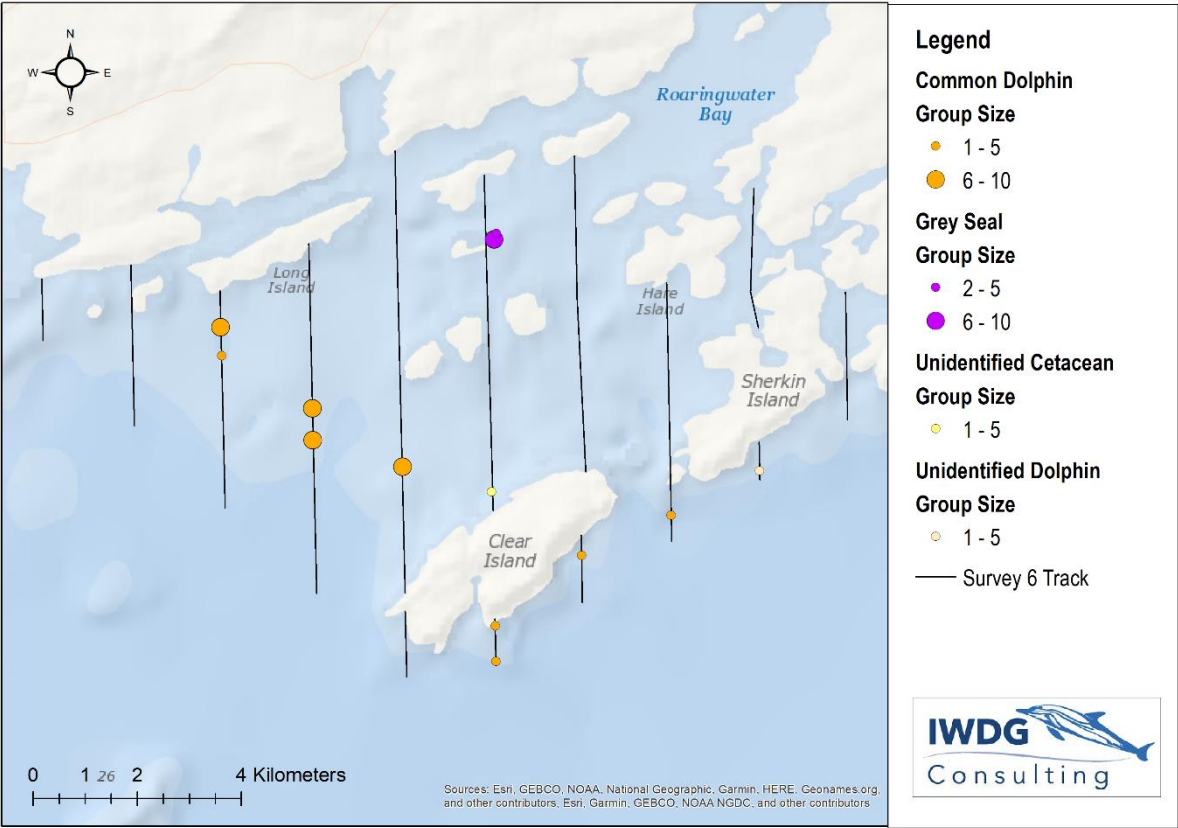 N
W E
S
Roaringwater
Bay
Long
Island
Hare
Island
Sherkin
Island
Clear
Island
0 1 26 2 4 Kilometers
Sources: Esri, GEBCO, NOAA, National Geographic, Garmin, HERE, Geonames.org,
and other contributors, Esri, Garmin, GEBCO, NOAA NGDC, and other contributors
Legend
Common Dolphin
Group Size
1 - 5
6 - 10
Grey Seal
Group Size
2 - 5
6 - 10
Unidentified Cetacean
Group Size
1 - 5
Unidentified Dolphin
Group Size
1 - 5
Survey 6 Track
IWDG
Consulting